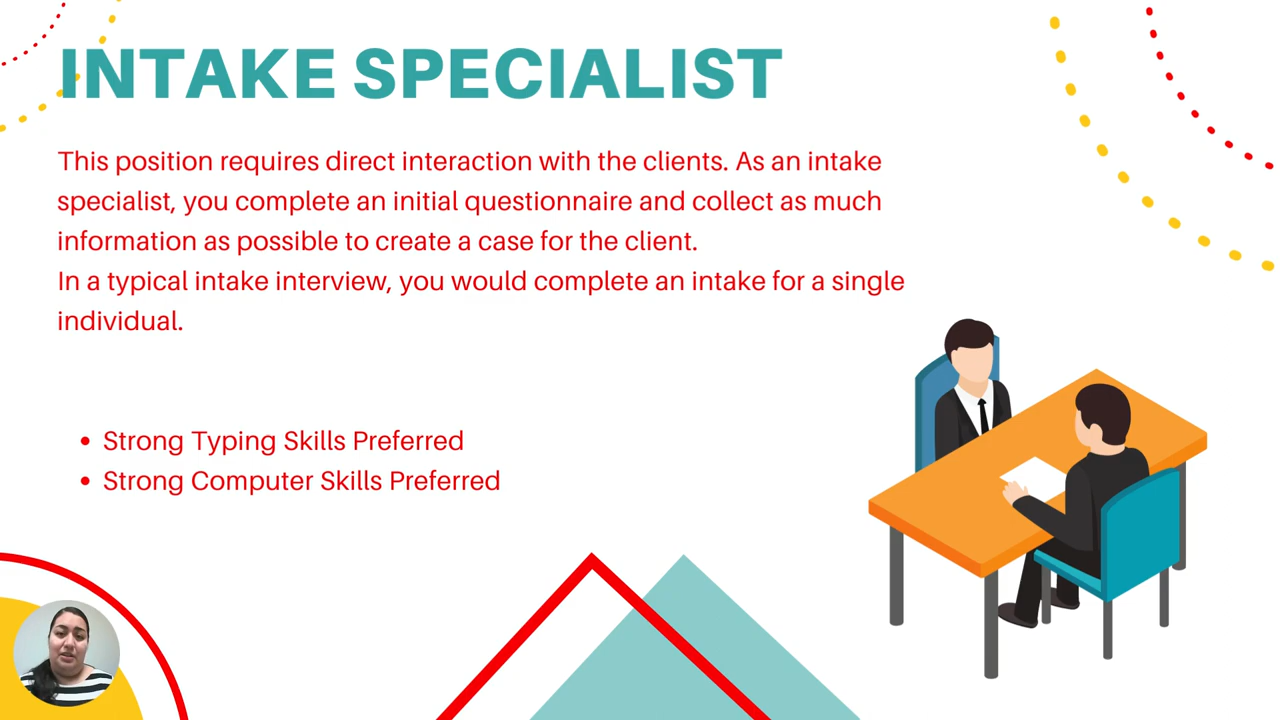 INTAKE SPECIALIST
This position requires direct interaction with the clients. As an intake
specialist, you complete an initial questionnaire and collect as much
information as possible to create a case for the client.
In a typical intake interview, you would complete an intake for a single
individual.
• Strong Typing Skills Preferred
• Strong Computer Skills Preferred